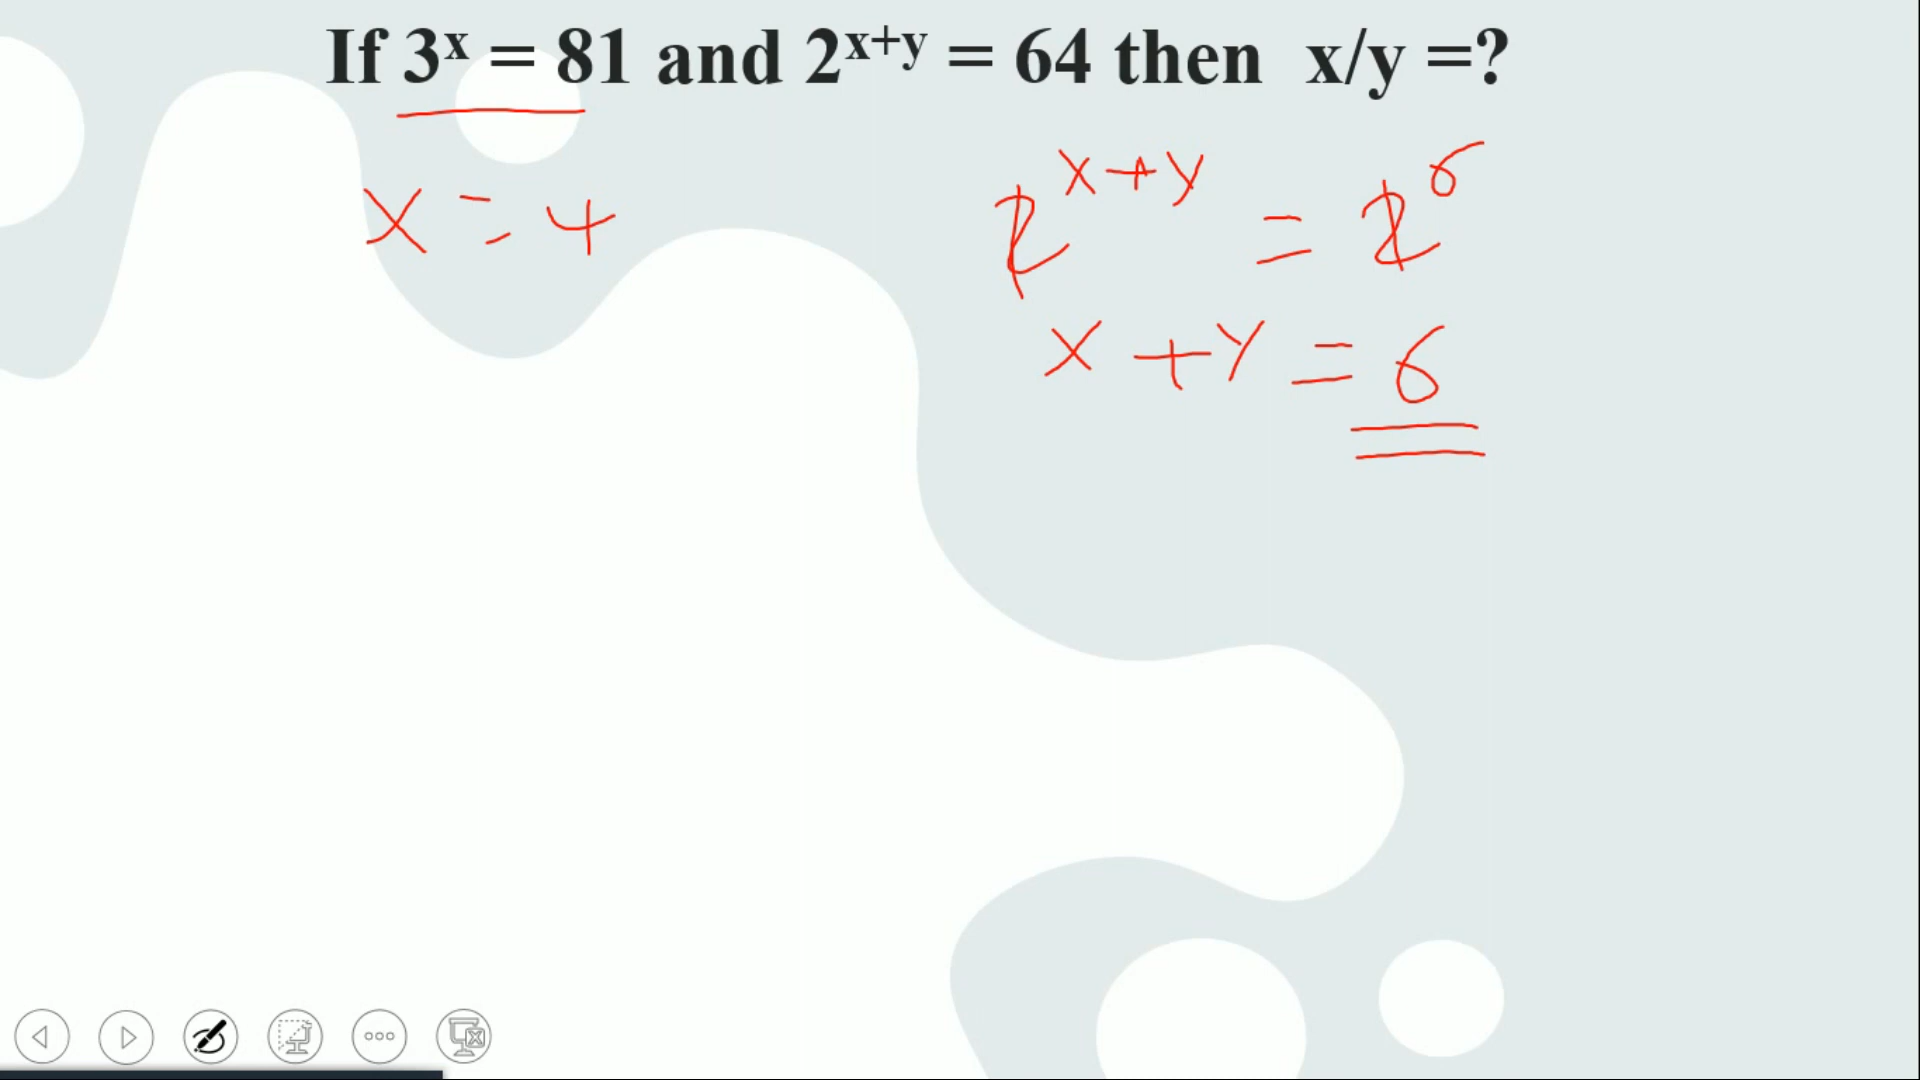 If 3ˣ = 81 and 2ˣ⁺ʸ = 64 then x/y =?
x = 4
2ˣ⁺ʸ = 2⁶
x + y = 6